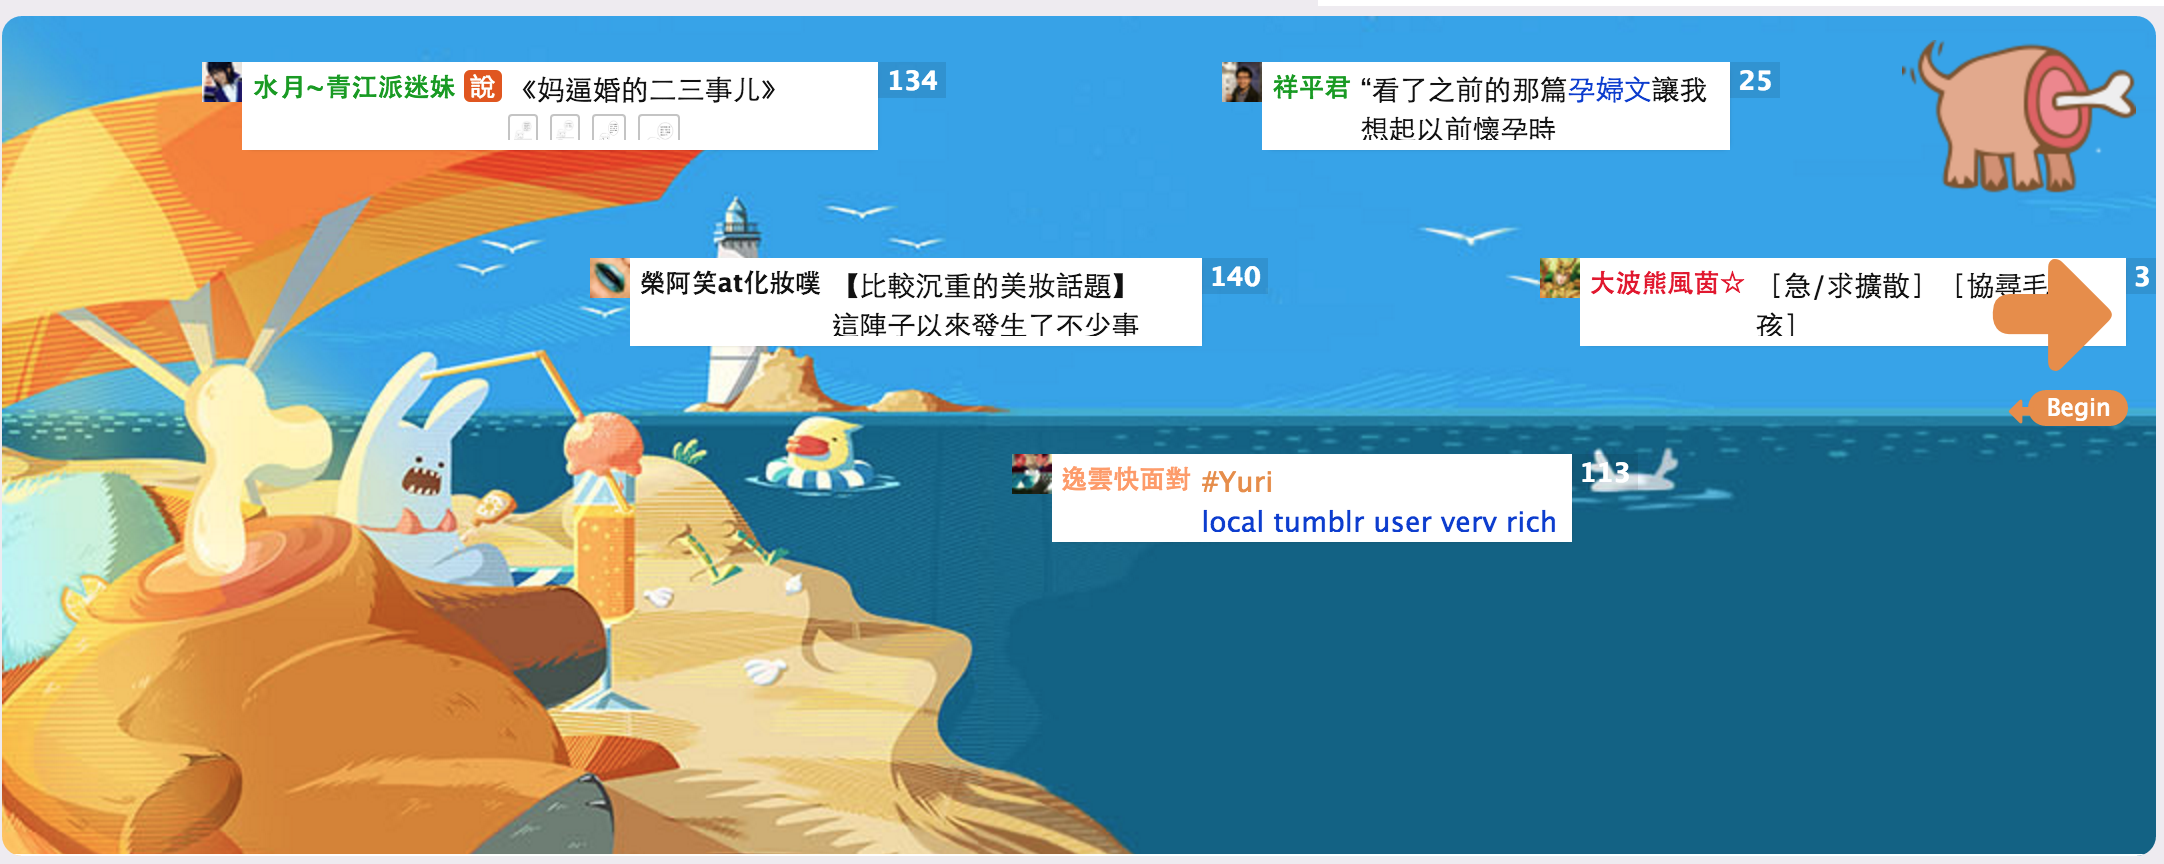 水月~青江派迷妹 說 《妈逼婚的二三事儿》 134
祥平君 “看了之前的那篇孕婦文讓我 25
想起以前懷孕時
榮阿笑at化妝噗 【比較沉重的美妝話題】 140
這陣子以來發生了不少事
大波熊風茵☆ ［急/求擴散］［協尋毛 3
孩］
Begin
逸雲快面對 #Yuri 113
local tumblr user very rich